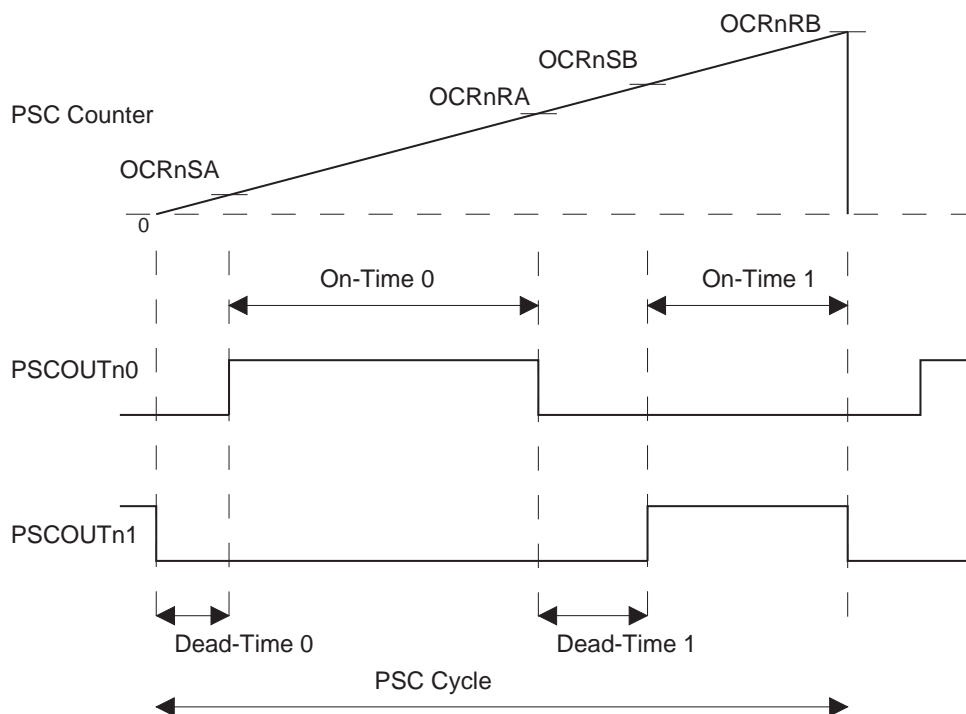 OCRnRB
OCRnSB
OCRnRA
PSC Counter
OCRnSA
0
On-Time 0
On-Time 1
PSCOUTn0
PSCOUTn1
Dead-Time 0
Dead-Time 1
PSC Cycle